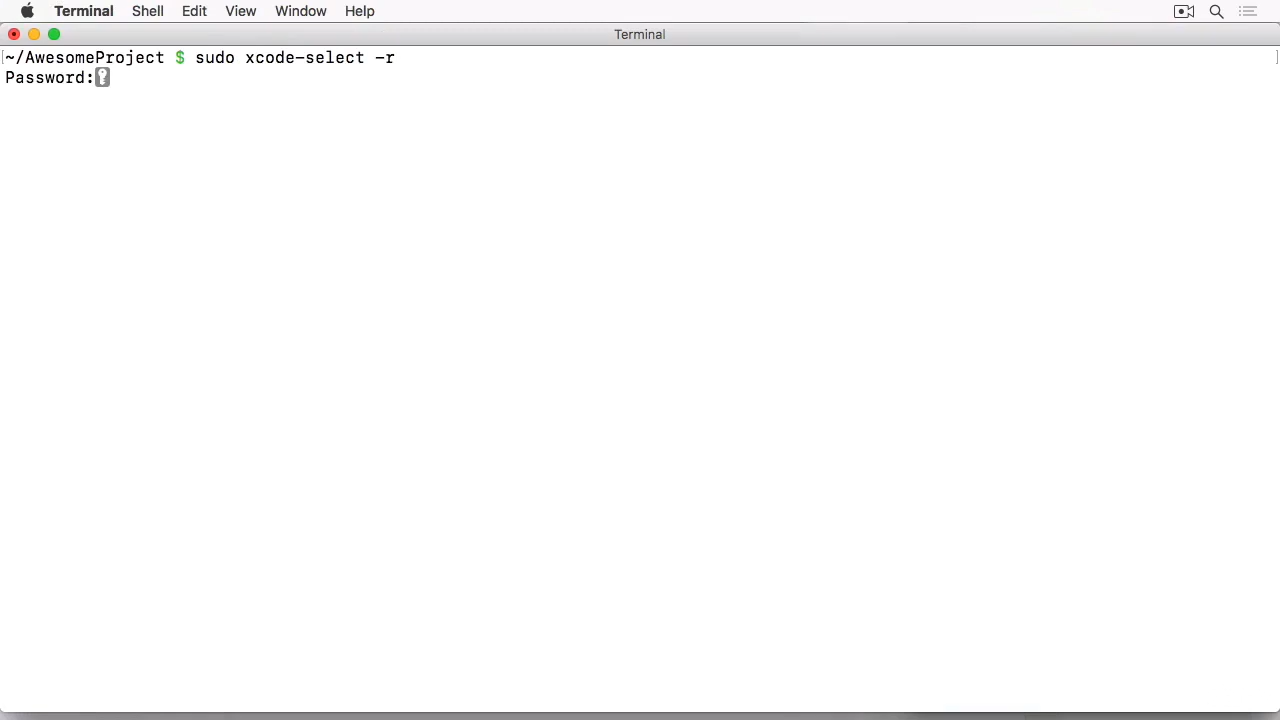 Terminal Shell Edit View Window Help
Terminal
[~/AwesomeProject $ sudo xcode-select -r ]
Password: